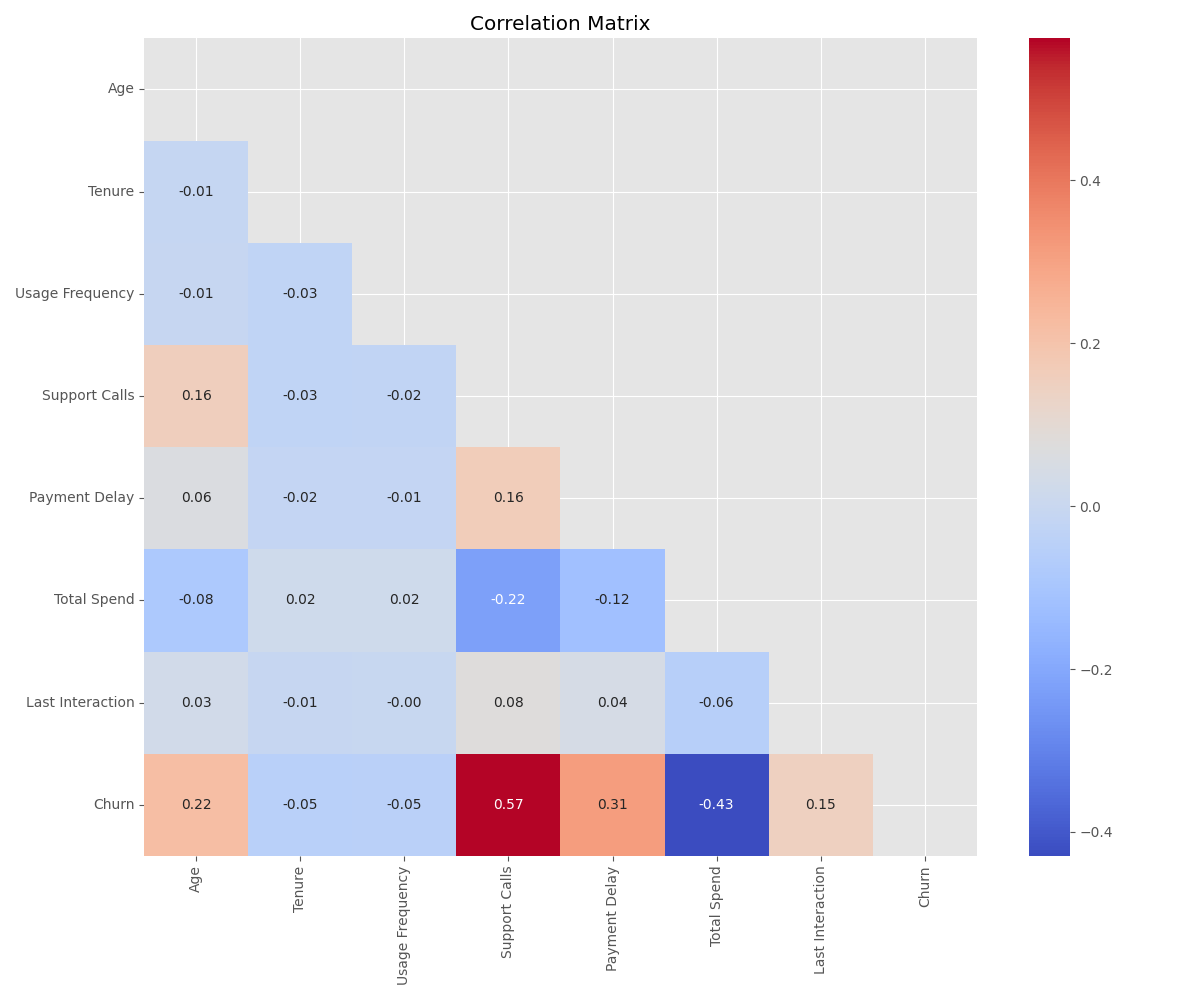 Correlation Matrix
Age
Tenure -0.01
Usage Frequency -0.01 -0.03
Support Calls 0.16 -0.03 -0.02
Payment Delay 0.06 -0.02 -0.01 0.16
Total Spend -0.08 0.02 0.02 -0.22 -0.12
Last Interaction 0.03 -0.01 -0.00 0.08 0.04 -0.06
Churn 0.22 -0.05 -0.05 0.57 0.31 -0.43 0.15
Age Tenure Usage Frequency Support Calls Payment Delay Total Spend Last Interaction Churn
0.4
0.2
0.0
−0.2
−0.4